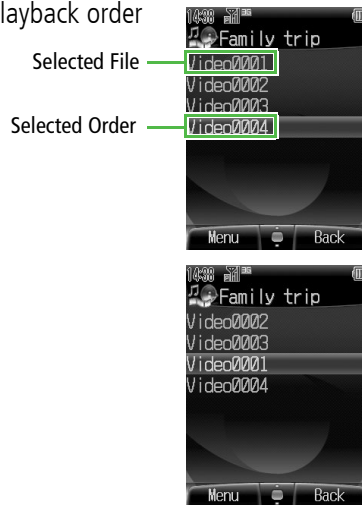 layback order
Selected File
Selected Order
14:38
Family trip
Video0001
Video0002
Video0003
Video0004
Menu Back
14:38
Family trip
Video0002
Video0003
Video0001
Video0004
Menu Back